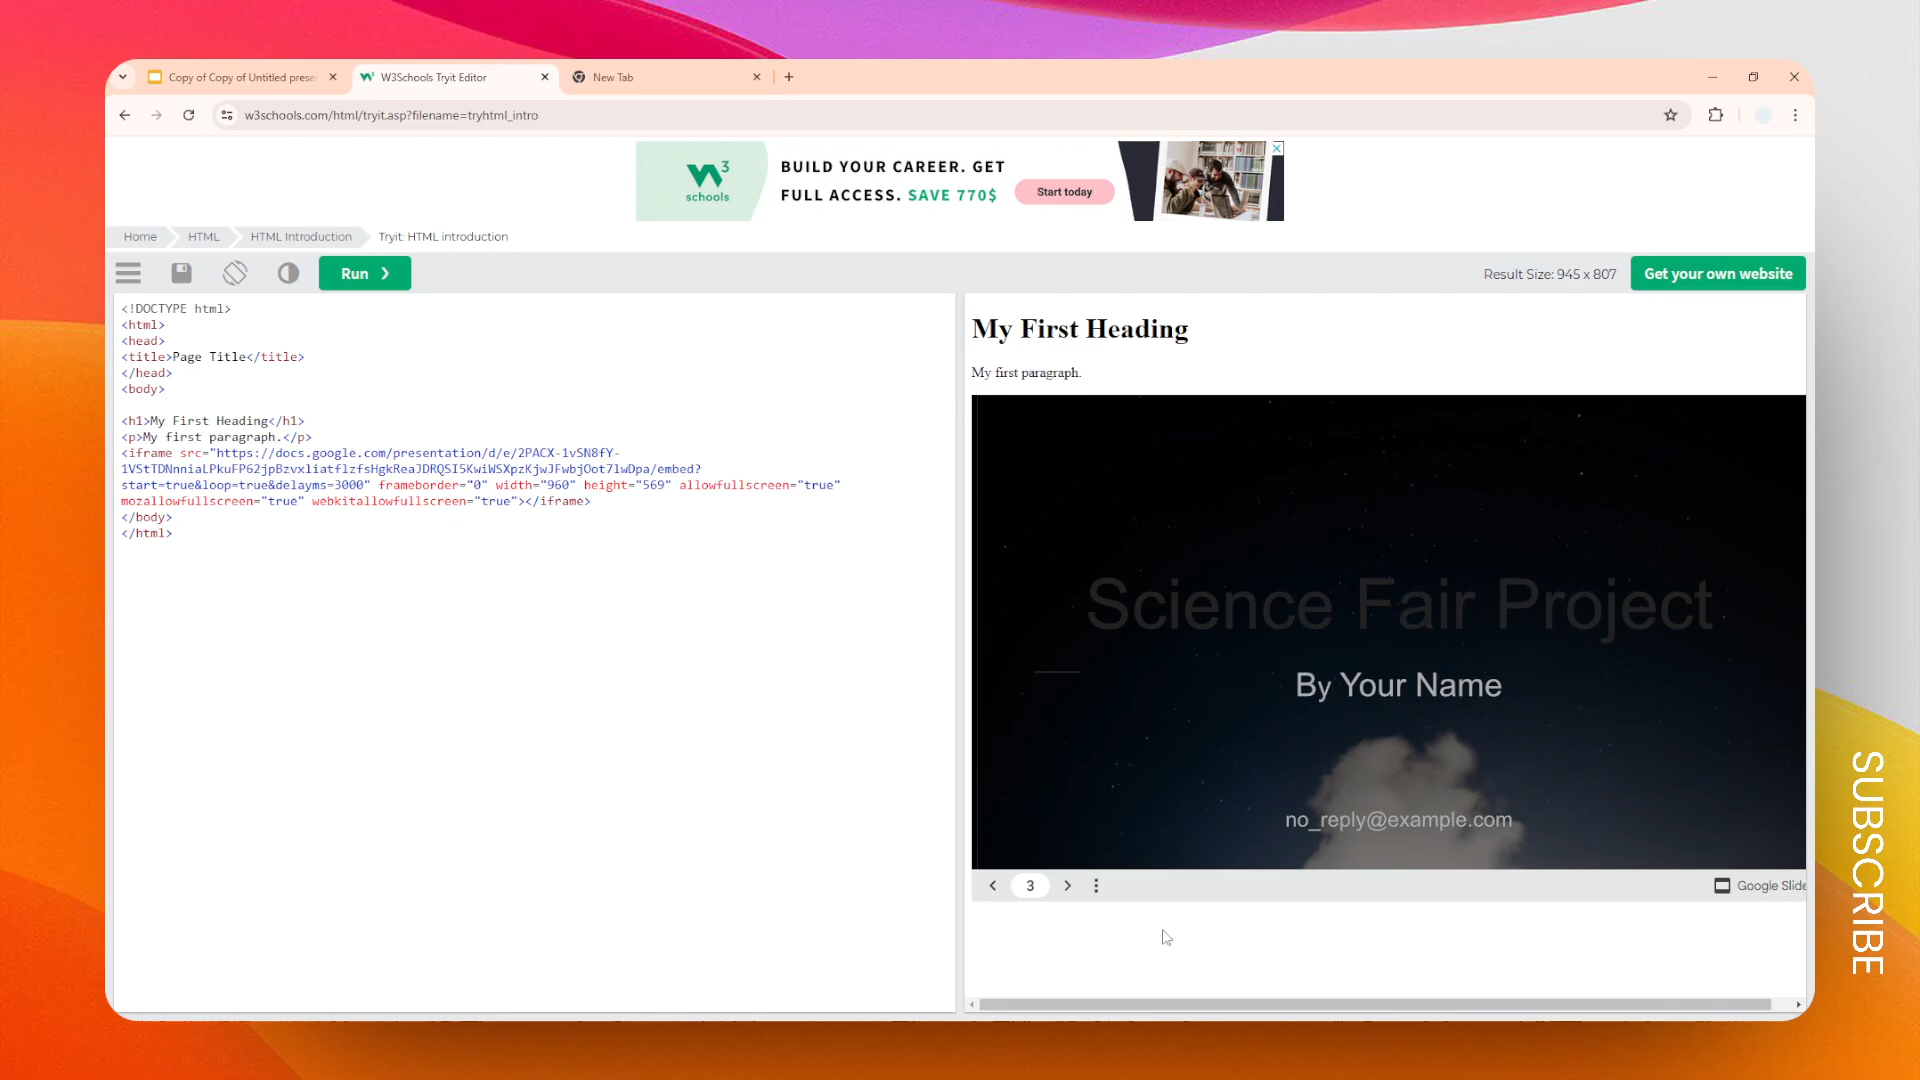 Copy of Copy of Untitled prese
W3Schools Tryit Editor
New Tab
w3schools.com/html/tryit.asp?filename=tryhtml_intro
W3
schools
BUILD YOUR CAREER. GET
FULL ACCESS. SAVE 770$
Start today
Home
HTML
HTML Introduction
Tryit: HTML introduction
Run ❯
Result Size: 945 x 807
Get your own website
<!DOCTYPE html>
<html>
<head>
<title>Page Title</title>
</head>
<body>
<h1>My First Heading</h1>
<p>My first paragraph.</p>
<iframe src="https://docs.google.com/presentation/d/e/2PACX-1vSN8fY-
1VStTDNnniaLPkuFP62jpBzvxliatflzfsHgkReaJDRQSI5KwiWSXpzKjwJFwbjOot7lwDpa/embed?
start=true&loop=true&delayms=3000" frameborder="0" width="960" height="569" allowfullscreen="true"
mozallowfullscreen="true" webkitallowfullscreen="true"></iframe>
</body>
</html>
My First Heading
My first paragraph.
Science Fair Project
By Your Name
no_reply@example.com
3
Google Slide
SUBSCRIBE